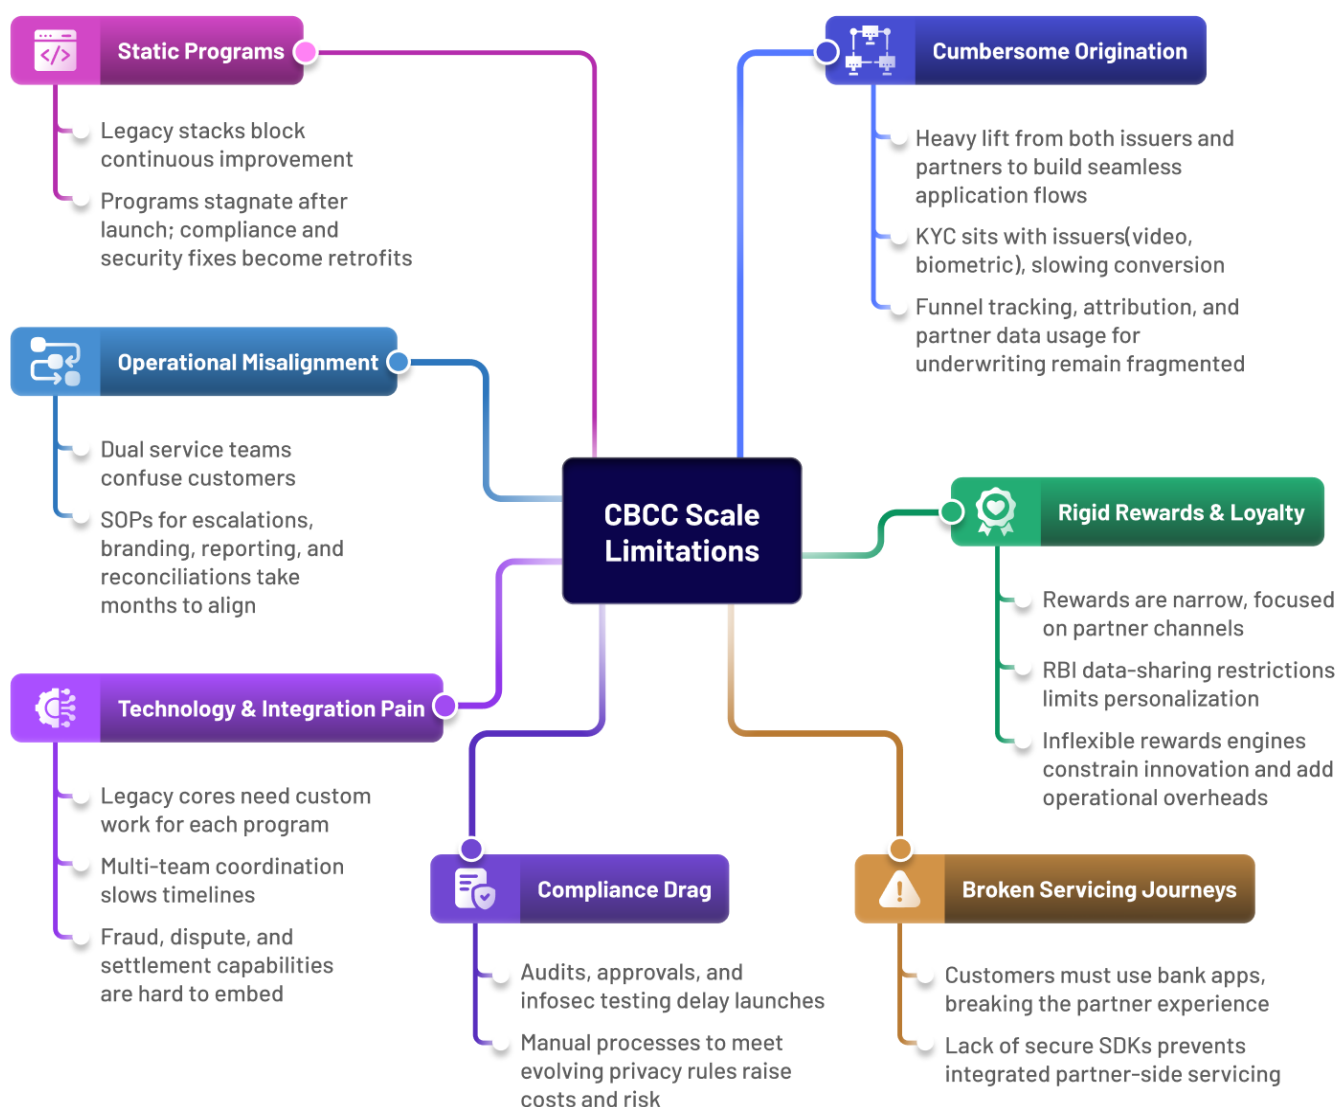 Static Programs
Legacy stacks block
continuous improvement
Programs stagnate after
launch; compliance and
security fixes become retrofits
Operational Misalignment
Dual service teams
confuse customers
SOPs for escalations,
branding, reporting, and
reconciliations take
months to align
Technology & Integration Pain
Legacy cores need custom
work for each program
Multi-team coordination
slows timelines
Fraud, dispute, and
settlement capabilities
are hard to embed
CBCC Scale
Limitations
Compliance Drag
Audits, approvals, and
infosec testing delay launches
Manual processes to meet
evolving privacy rules raise
costs and risk
Cumbersome Origination
Heavy lift from both issuers and
partners to build seamless
application flows
KYC sits with issuers(video,
biometric), slowing conversion
Funnel tracking, attribution, and
partner data usage for
underwriting remain fragmented
Rigid Rewards & Loyalty
Rewards are narrow, focused
on partner channels
RBI data-sharing restrictions
limits personalization
Inflexible rewards engines
constrain innovation and add
operational overheads
Broken Servicing Journeys
Customers must use bank apps,
breaking the partner experience
Lack of secure SDKs prevents
integrated partner-side servicing